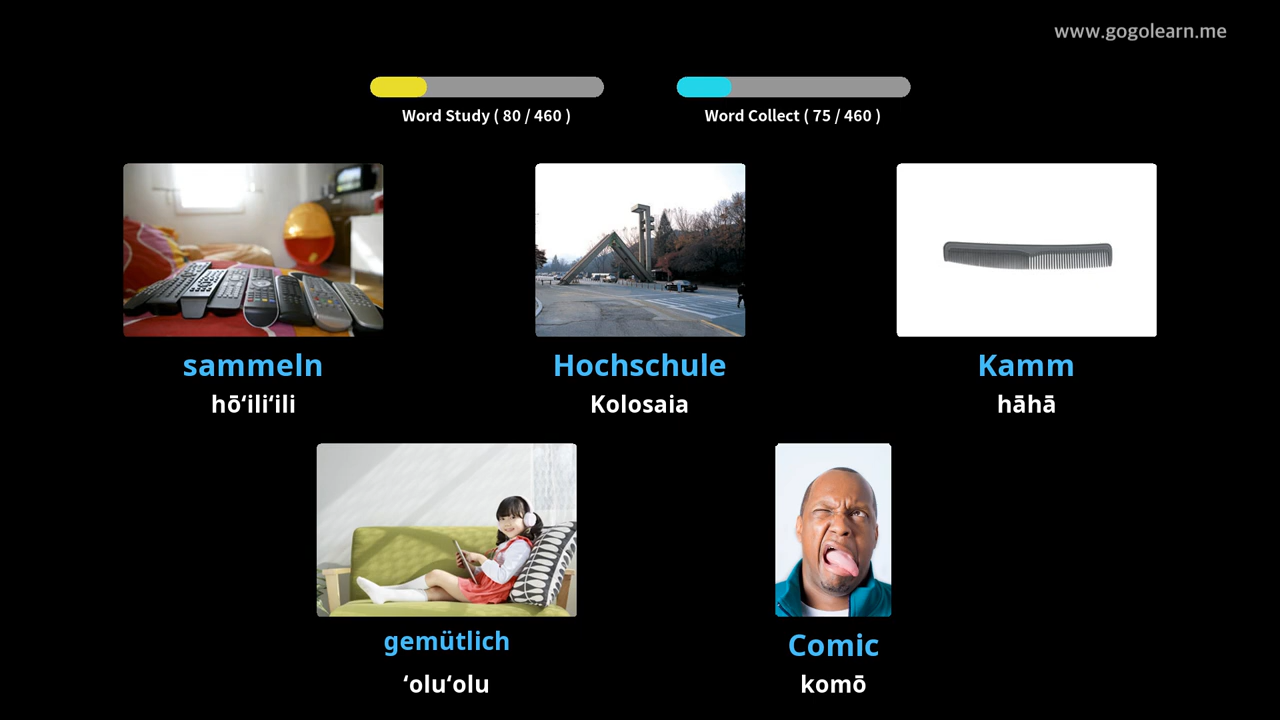 www.gogolearn.me
Word Study ( 80 / 460 )
Word Collect ( 75 / 460 )
sammeln
hōʻiliʻili
Hochschule
Kolosaia
Kamm
hāhā
gemütlich
ʻoluʻolu
Comic
komō